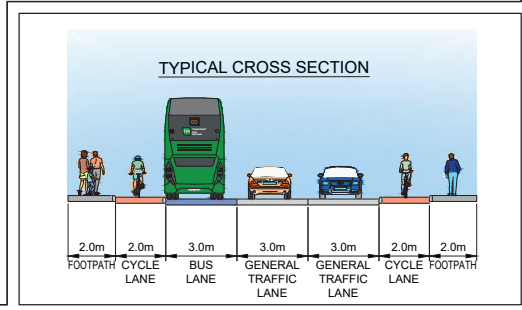 TYPICAL CROSS SECTION
2.0m 2.0m 3.0m 3.0m 3.0m 2.0m 2.0m
FOOTPATH CYCLE LANE BUS LANE GENERAL TRAFFIC LANE GENERAL TRAFFIC LANE CYCLE LANE FOOTPATH